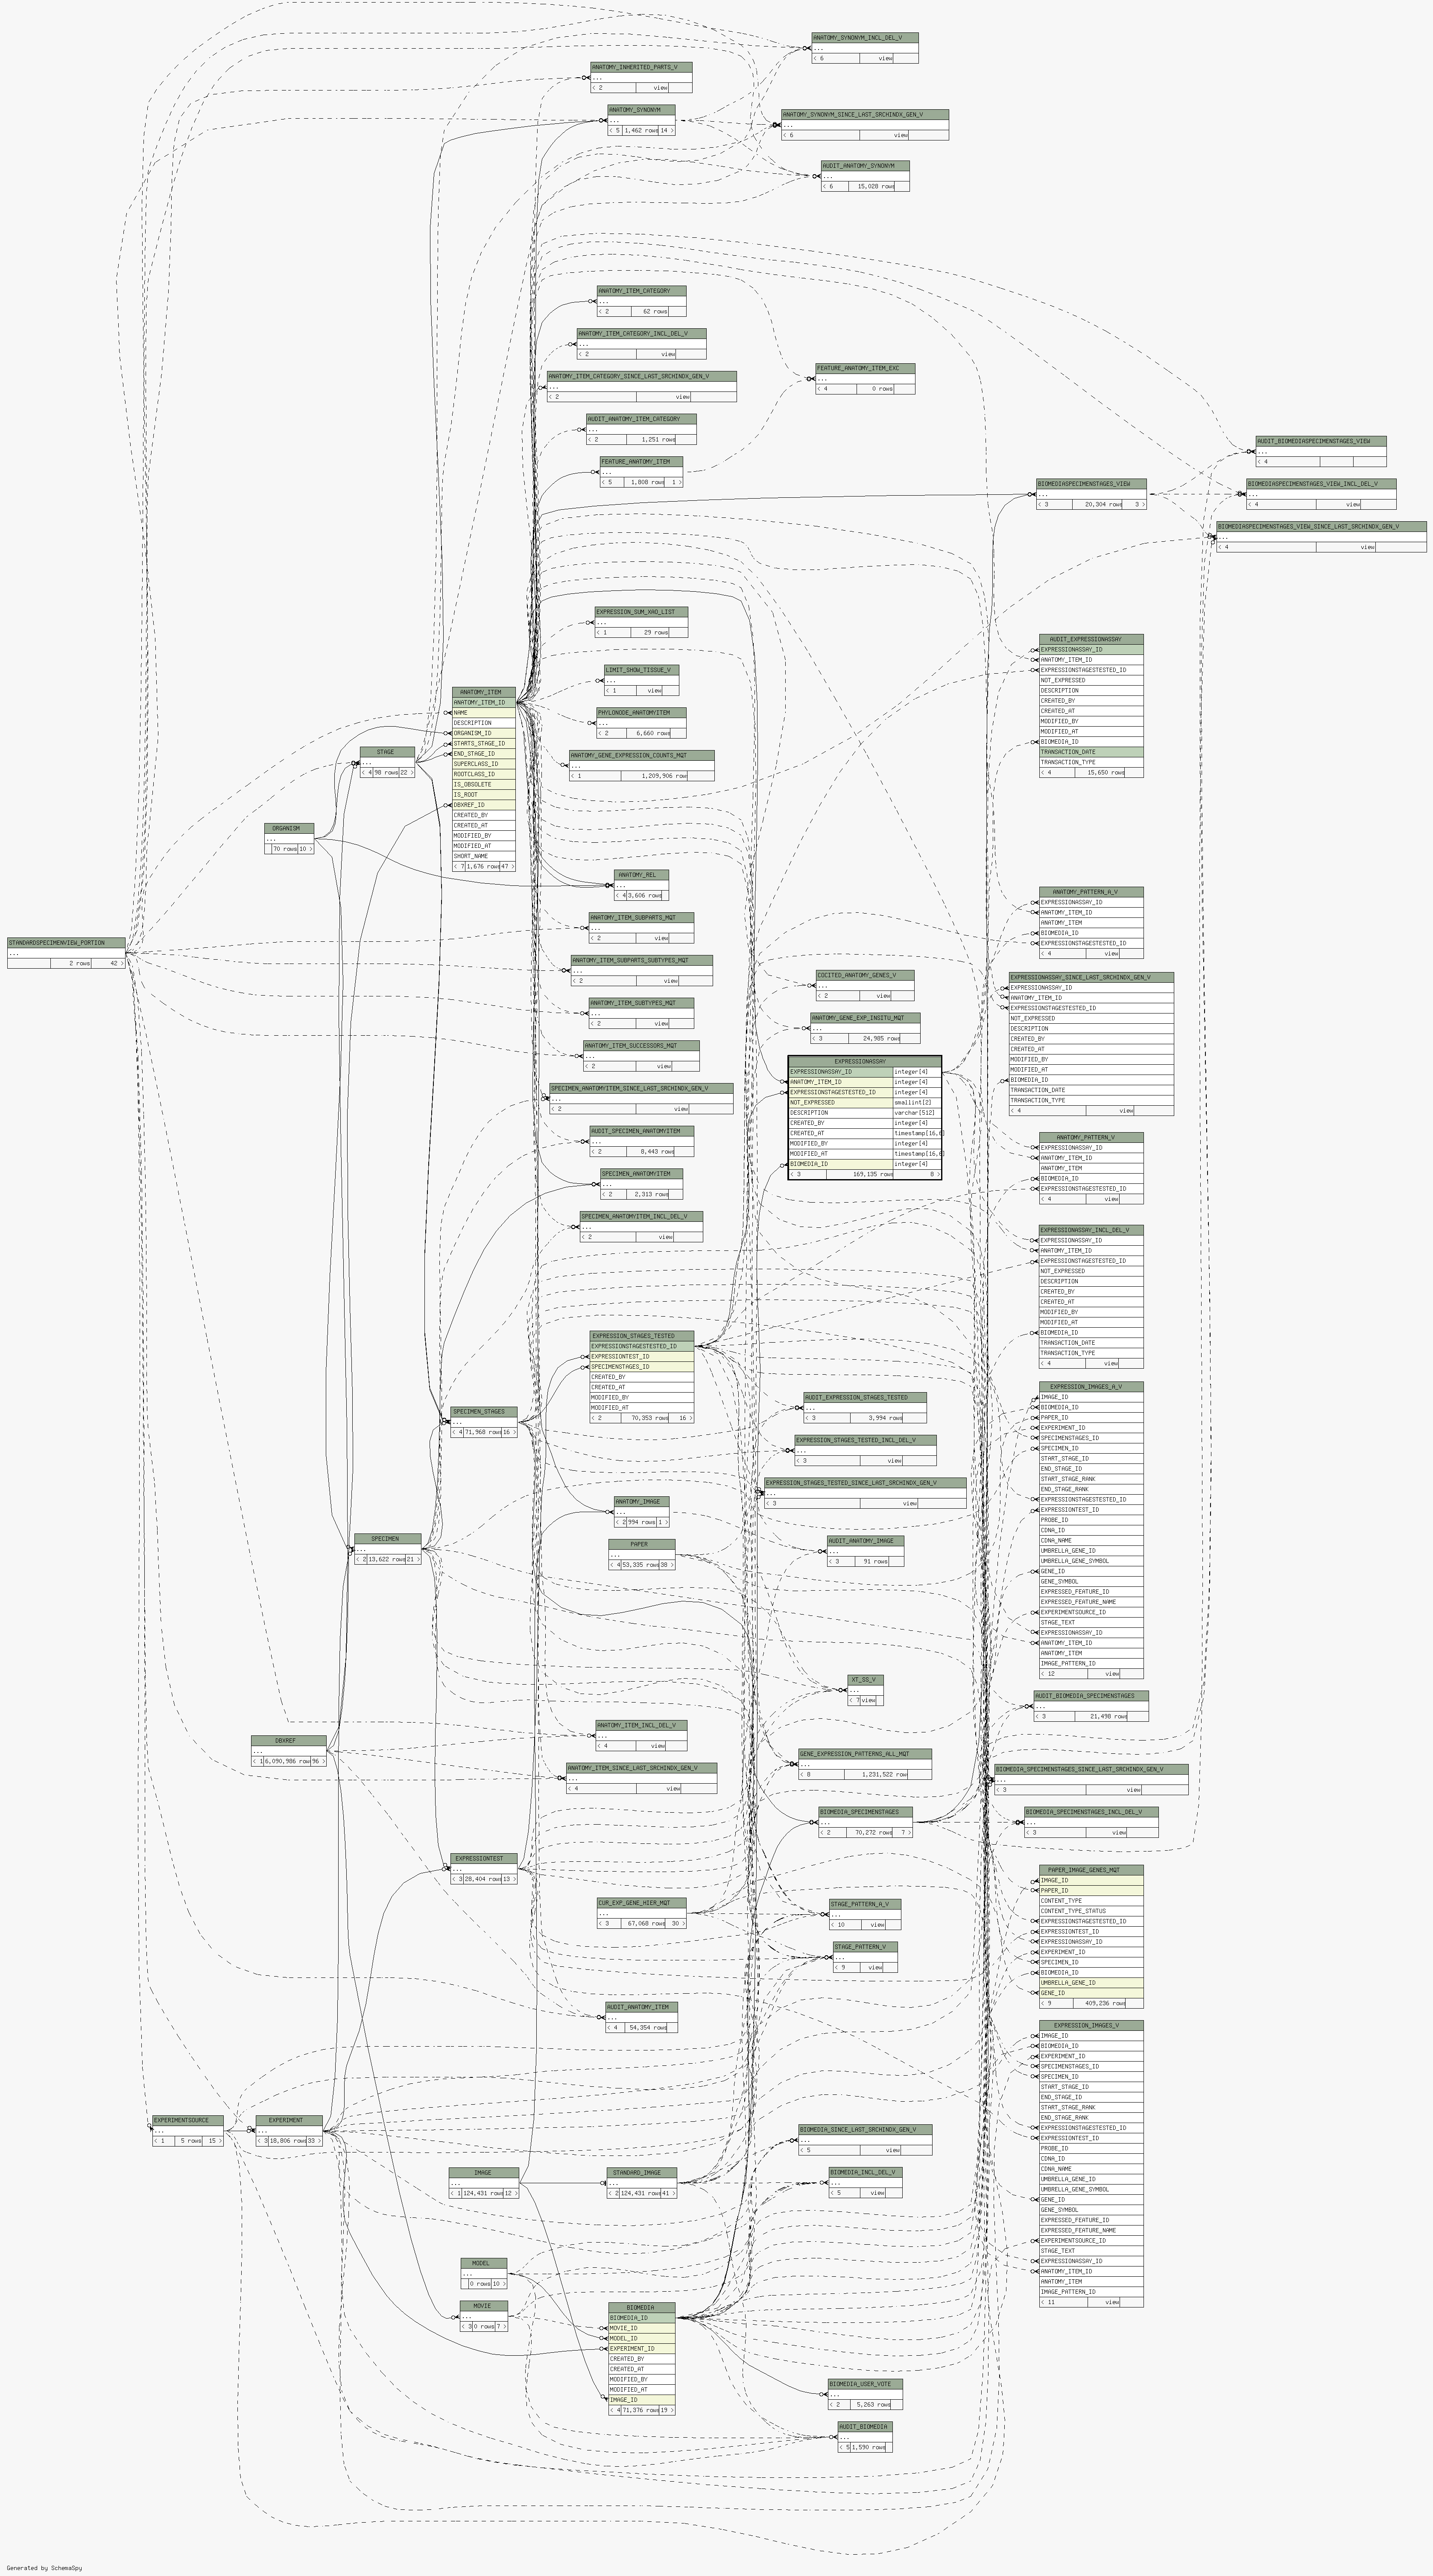 ANATOMY_SYNONYM_INCL_DEL_V
...
< 6 view
ANATOMY_INHERITED_PARTS_V
...
< 2 view
ANATOMY_SYNONYM
...
< 5 1,462 rows 14 >
ANATOMY_SYNONYM_SINCE_LAST_SRCHINDX_GEN_V
...
< 6 view
AUDIT_ANATOMY_SYNONYM
...
< 6 15,028 rows
ANATOMY_ITEM_CATEGORY
...
< 2 62 rows
ANATOMY_ITEM_CATEGORY_INCL_DEL_V
...
< 2 view
ANATOMY_ITEM_CATEGORY_SINCE_LAST_SRCHINDX_GEN_V
...
< 2 view
FEATURE_ANATOMY_ITEM_EXC
...
< 4 0 rows
AUDIT_ANATOMY_ITEM_CATEGORY
...
< 2 1,251 rows
FEATURE_ANATOMY_ITEM
...
< 5 1,808 rows 1 >
AUDIT_BIOMEDIASPECIMENSTAGES_VIEW
...
< 4
BIOMEDIASPECIMENSTAGES_VIEW
...
< 3 20,304 rows 3 >
BIOMEDIASPECIMENSTAGES_VIEW_INCL_DEL_V
...
< 4 view
BIOMEDIASPECIMENSTAGES_VIEW_SINCE_LAST_SRCHINDX_GEN_V
...
< 4 view
EXPRESSION_SUM_XAO_LIST
...
< 1 29 rows
LIMIT_SHOW_TISSUE_V
...
< 1 view
PHYLONODE_ANATOMYITEM
...
< 2 6,660 rows
ANATOMY_GENE_EXPRESSION_COUNTS_MQT
...
< 1 1,209,906 row
AUDIT_EXPRESSIONASSAY
EXPRESSIONASSAY_ID
ANATOMY_ITEM_ID
EXPRESSIONSTAGESTESTED_ID
NOT_EXPRESSED
DESCRIPTION
CREATED_BY
CREATED_AT
MODIFIED_BY
MODIFIED_AT
BIOMEDIA_ID
TRANSACTION_DATE
TRANSACTION_TYPE
< 4 15,650 rows
ANATOMY_ITEM
ANATOMY_ITEM_ID
NAME
DESCRIPTION
ORGANISM_ID
STARTS_STAGE_ID
END_STAGE_ID
SUPERCLASS_ID
ROOTCLASS_ID
IS_OBSOLETE
IS_ROOT
DBXREF_ID
CREATED_BY
CREATED_AT
MODIFIED_BY
MODIFIED_AT
SHORT_NAME
< 7 1,676 rows 47 >
STAGE
...
< 4 98 rows 22 >
ORGANISM
...
70 rows 10 >
ANATOMY_REL
...
< 4 3,606 rows
STANDARDSPECIMENVIEW_PORTION
...
2 rows 42 >
ANATOMY_ITEM_SUBPARTS_MQT
...
< 2 view
ANATOMY_ITEM_SUBPARTS_SUBTYPES_MQT
...
< 2 view
ANATOMY_ITEM_SUBTYPES_MQT
...
< 2 view
ANATOMY_ITEM_SUCCESSORS_MQT
...
< 2 view
SPECIMEN_ANATOMYITEM_SINCE_LAST_SRCHINDX_GEN_V
...
< 2 view
AUDIT_SPECIMEN_ANATOMYITEM
...
< 2 8,443 rows
SPECIMEN_ANATOMYITEM
...
< 2 2,313 rows
SPECIMEN_ANATOMYITEM_INCL_DEL_V
...
< 2 view
ANATOMY_PATTERN_A_V
EXPRESSIONASSAY_ID
ANATOMY_ITEM_ID
ANATOMY_ITEM
BIOMEDIA_ID
EXPRESSIONSTAGESTESTED_ID
< 4 view
COCITED_ANATOMY_GENES_V
...
< 2 view
ANATOMY_GENE_EXP_INSITU_MQT
...
< 3 24,985 rows
EXPRESSIONASSAY
EXPRESSIONASSAY_ID integer[4]
ANATOMY_ITEM_ID integer[4]
EXPRESSIONSTAGESTESTED_ID integer[4]
NOT_EXPRESSED smallint[2]
DESCRIPTION varchar[512]
CREATED_BY integer[4]
CREATED_AT timestamp[16,6]
MODIFIED_BY integer[4]
MODIFIED_AT timestamp[16,6]
BIOMEDIA_ID integer[4]
< 3 169,135 rows 8 >
EXPRESSIONASSAY_SINCE_LAST_SRCHINDX_GEN_V
EXPRESSIONASSAY_ID
ANATOMY_ITEM_ID
EXPRESSIONSTAGESTESTED_ID
NOT_EXPRESSED
DESCRIPTION
CREATED_BY
CREATED_AT
MODIFIED_BY
MODIFIED_AT
BIOMEDIA_ID
TRANSACTION_DATE
TRANSACTION_TYPE
< 4 view
ANATOMY_PATTERN_V
EXPRESSIONASSAY_ID
ANATOMY_ITEM_ID
ANATOMY_ITEM
BIOMEDIA_ID
EXPRESSIONSTAGESTESTED_ID
< 4 view
EXPRESSIONASSAY_INCL_DEL_V
EXPRESSIONASSAY_ID
ANATOMY_ITEM_ID
EXPRESSIONSTAGESTESTED_ID
NOT_EXPRESSED
DESCRIPTION
CREATED_BY
CREATED_AT
MODIFIED_BY
MODIFIED_AT
BIOMEDIA_ID
TRANSACTION_DATE
TRANSACTION_TYPE
< 4 view
EXPRESSION_STAGES_TESTED
EXPRESSIONSTAGESTESTED_ID
EXPRESSIONTEST_ID
SPECIMENSTAGES_ID
CREATED_BY
CREATED_AT
MODIFIED_BY
MODIFIED_AT
< 2 70,353 rows 16 >
SPECIMEN_STAGES
...
< 4 71,968 rows 16 >
AUDIT_EXPRESSION_STAGES_TESTED
...
< 3 3,994 rows
EXPRESSION_STAGES_TESTED_INCL_DEL_V
...
< 3 view
EXPRESSION_STAGES_TESTED_SINCE_LAST_SRCHINDX_GEN_V
...
< 3 view
EXPRESSION_IMAGES_A_V
IMAGE_ID
BIOMEDIA_ID
PAPER_ID
EXPERIMENT_ID
SPECIMENSTAGES_ID
SPECIMEN_ID
START_STAGE_ID
END_STAGE_ID
START_STAGE_RANK
END_STAGE_RANK
EXPRESSIONSTAGESTESTED_ID
EXPRESSIONTEST_ID
PROBE_ID
CDNA_ID
CDNA_NAME
UMBRELLA_GENE_ID
UMBRELLA_GENE_SYMBOL
GENE_ID
GENE_SYMBOL
EXPRESSED_FEATURE_ID
EXPRESSED_FEATURE_NAME
EXPERIMENTSOURCE_ID
STAGE_TEXT
EXPRESSIONASSAY_ID
ANATOMY_ITEM_ID
ANATOMY_ITEM
IMAGE_PATTERN_ID
< 12 view
ANATOMY_IMAGE
...
< 2 994 rows 1 >
SPECIMEN
...
< 2 13,622 rows 21 >
PAPER
...
< 4 53,335 rows 38 >
AUDIT_ANATOMY_IMAGE
...
< 3 91 rows
XT_SS_V
...
< 7 view
AUDIT_BIOMEDIA_SPECIMENSTAGES
...
< 3 21,498 rows
DBXREF
...
< 1 6,090,986 row 96 >
ANATOMY_ITEM_INCL_DEL_V
...
< 4 view
ANATOMY_ITEM_SINCE_LAST_SRCHINDX_GEN_V
...
< 4 view
GENE_EXPRESSION_PATTERNS_ALL_MQT
...
< 8 1,231,522 row
BIOMEDIA_SPECIMENSTAGES_SINCE_LAST_SRCHINDX_GEN_V
...
< 3 view
BIOMEDIA_SPECIMENSTAGES
...
< 2 70,272 rows 7 >
BIOMEDIA_SPECIMENSTAGES_INCL_DEL_V
...
< 3 view
EXPRESSIONTEST
...
< 3 28,404 rows 13 >
CUR_EXP_GENE_HIER_MQT
...
< 3 67,068 rows 30 >
STAGE_PATTERN_A_V
...
< 10 view
STAGE_PATTERN_V
...
< 9 view
PAPER_IMAGE_GENES_MQT
IMAGE_ID
PAPER_ID
CONTENT_TYPE
CONTENT_TYPE_STATUS
EXPRESSIONSTAGESTESTED_ID
EXPRESSIONTEST_ID
EXPRESSIONASSAY_ID
EXPERIMENT_ID
SPECIMEN_ID
BIOMEDIA_ID
UMBRELLA_GENE_ID
GENE_ID
< 9 409,236 rows
AUDIT_ANATOMY_ITEM
...
< 4 54,354 rows
EXPRESSION_IMAGES_V
IMAGE_ID
BIOMEDIA_ID
EXPERIMENT_ID
SPECIMENSTAGES_ID
SPECIMEN_ID
START_STAGE_ID
END_STAGE_ID
START_STAGE_RANK
END_STAGE_RANK
EXPRESSIONSTAGESTESTED_ID
EXPRESSIONTEST_ID
PROBE_ID
CDNA_ID
CDNA_NAME
UMBRELLA_GENE_ID
UMBRELLA_GENE_SYMBOL
GENE_ID
GENE_SYMBOL
EXPRESSED_FEATURE_ID
EXPRESSED_FEATURE_NAME
EXPERIMENTSOURCE_ID
STAGE_TEXT
EXPRESSIONASSAY_ID
ANATOMY_ITEM_ID
ANATOMY_ITEM
IMAGE_PATTERN_ID
< 11 view
EXPERIMENTSOURCE
...
< 1 5 rows 15 >
EXPERIMENT
...
< 3 18,806 rows 33 >
BIOMEDIA_SINCE_LAST_SRCHINDX_GEN_V
...
< 5 view
IMAGE
...
< 1 124,431 rows 12 >
STANDARD_IMAGE
...
< 2 124,431 rows 41 >
BIOMEDIA_INCL_DEL_V
...
< 5 view
MODEL
...
0 rows 10 >
MOVIE
...
< 3 0 rows 7 >
BIOMEDIA
BIOMEDIA_ID
MOVIE_ID
MODEL_ID
EXPERIMENT_ID
CREATED_BY
CREATED_AT
MODIFIED_BY
MODIFIED_AT
IMAGE_ID
< 4 71,376 rows 19 >
BIOMEDIA_USER_VOTE
...
< 2 5,263 rows
AUDIT_BIOMEDIA
...
< 5 1,590 rows
Generated by SchemaSpy